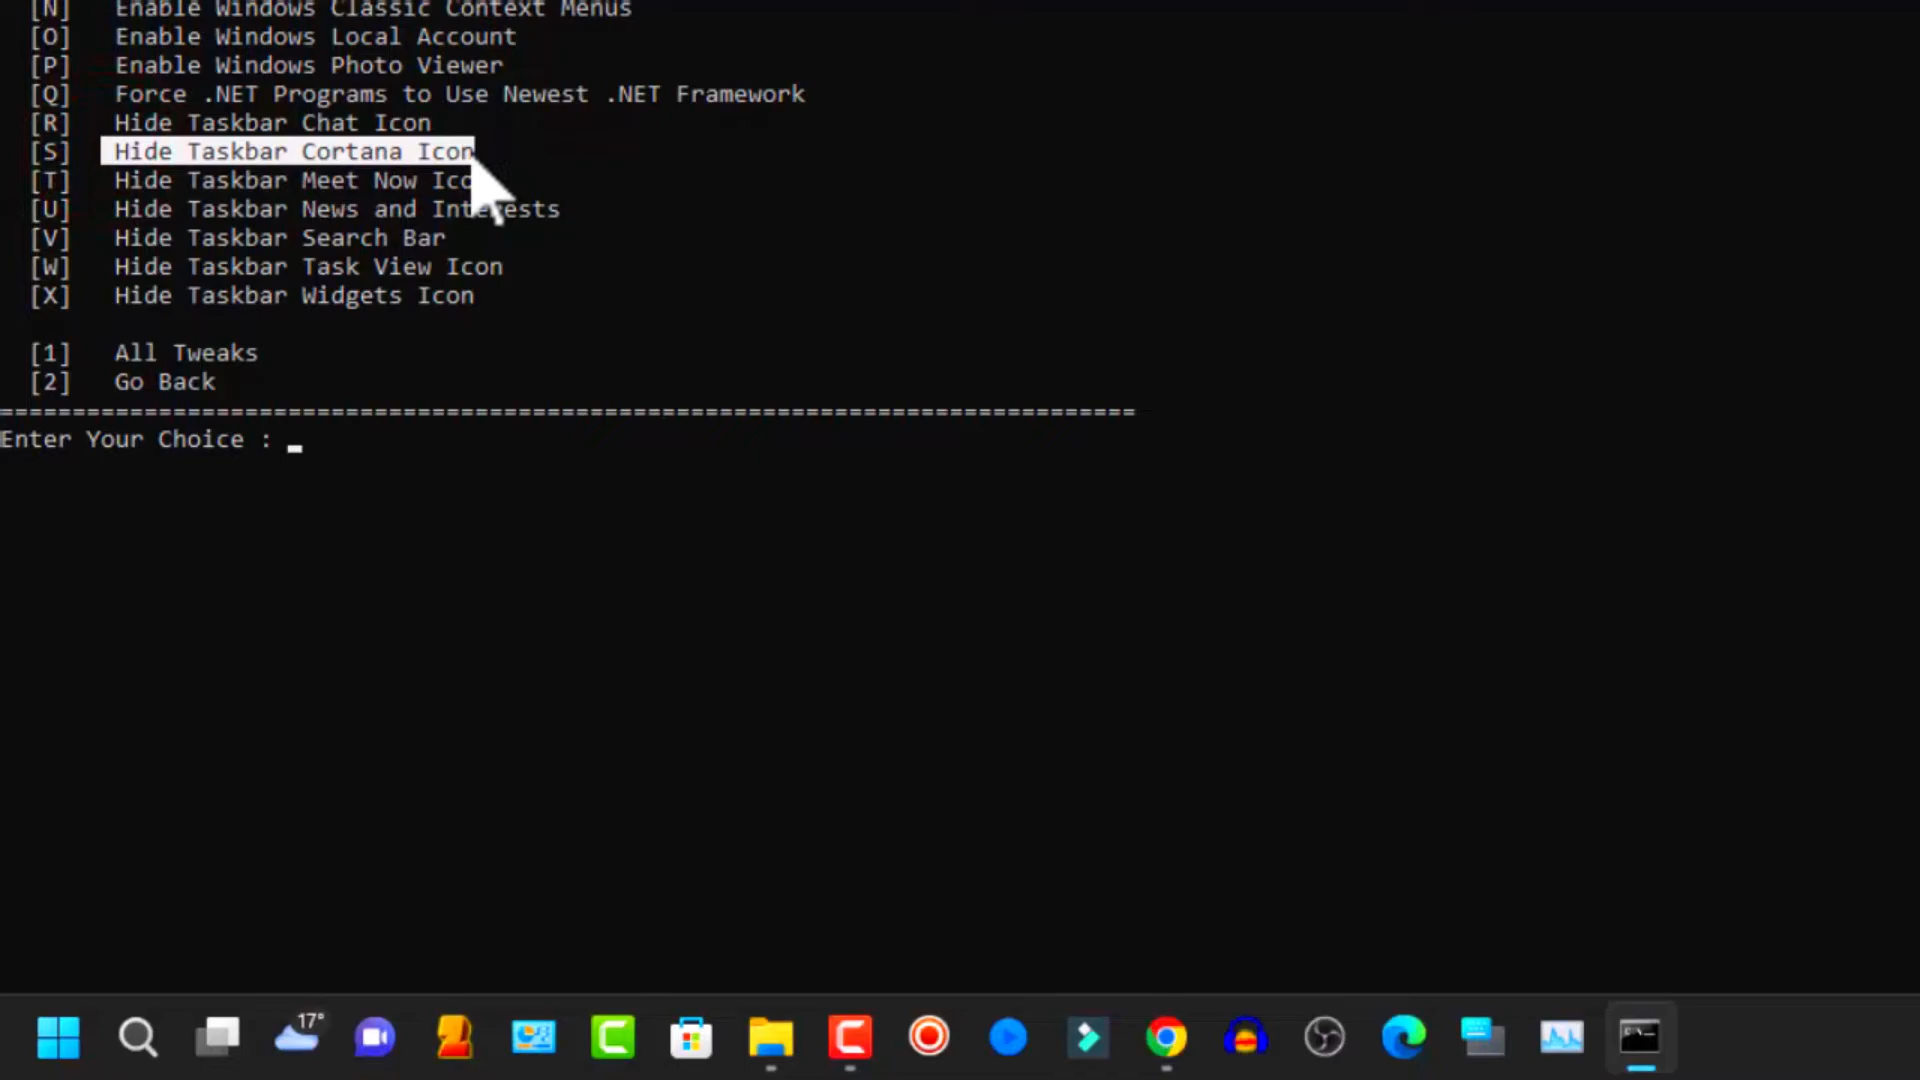 [N] Enable Windows Classic Context Menus
[O] Enable Windows Local Account
[P] Enable Windows Photo Viewer
[Q] Force .NET Programs to Use Newest .NET Framework
[R] Hide Taskbar Chat Icon
[S] Hide Taskbar Cortana Icon
[T] Hide Taskbar Meet Now Ico
[U] Hide Taskbar News and Interests
[V] Hide Taskbar Search Bar
[W] Hide Taskbar Task View Icon
[X] Hide Taskbar Widgets Icon
[1] All Tweaks
[2] Go Back
===============================================================================
Enter Your Choice :
17°